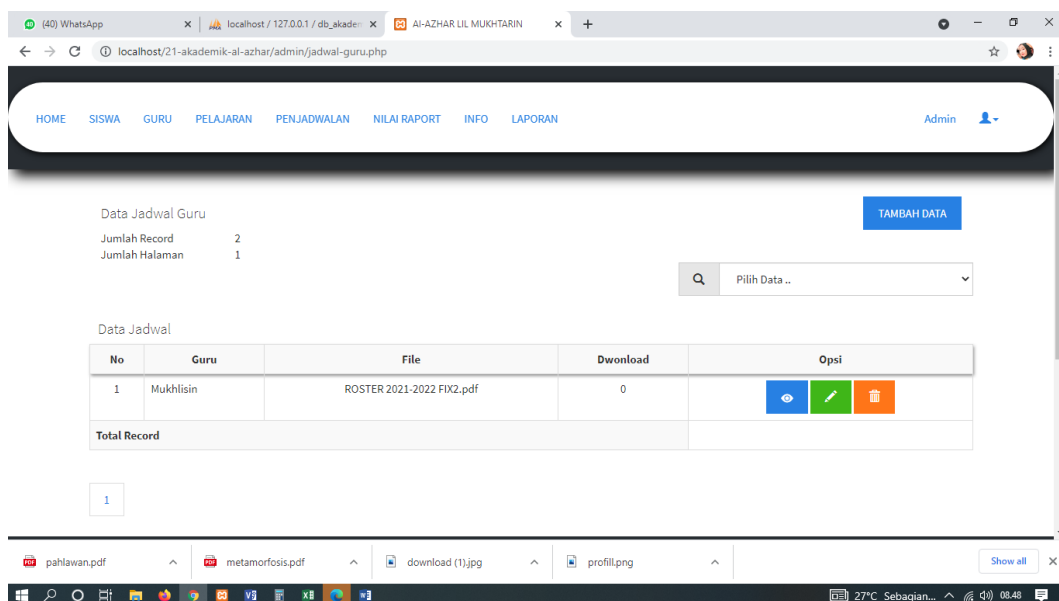 (40) WhatsApp
localhost / 127.0.0.1 / db_akadem
Al-AZHAR LIL MUKHTARIN
localhost/21-akademik-al-azhar/admin/jadwal-guru.php
HOME SISWA GURU PELAJARAN PENJADWALAN NILAI RAPORT INFO LAPORAN Admin
Data Jadwal Guru
TAMBAH DATA
Jumlah Record 2
Jumlah Halaman 1
Pilih Data ..
Data Jadwal
No Guru File Dwonload Opsi
1 Mukhlisin ROSTER 2021-2022 FIX2.pdf 0
Total Record
1
pahlawan.pdf metamorfosis.pdf download (1).jpg profill.png Show all
27°C Sebagian... 08.48